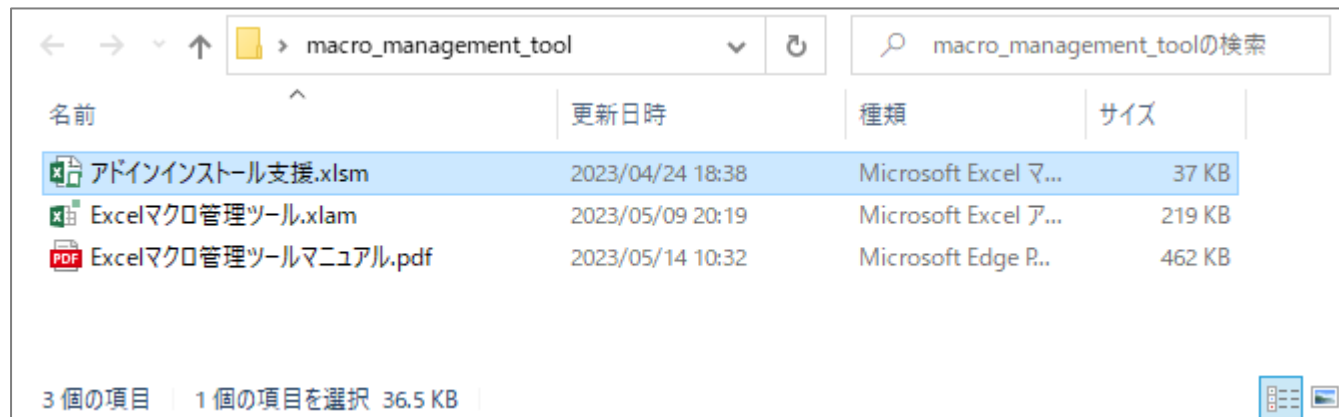 macro_management_tool macro_management_toolの検索
名前 更新日時 種類 サイズ
アドインインストール支援.xlsm 2023/04/24 18:38 Microsoft Excel マ... 37 KB
Excelマクロ管理ツール.xlam 2023/05/09 20:19 Microsoft Excel ア... 219 KB
PDF Excelマクロ管理ツールマニュアル.pdf 2023/05/14 10:32 Microsoft Edge P... 462 KB
3 個の項目 1 個の項目を選択 36.5 KB